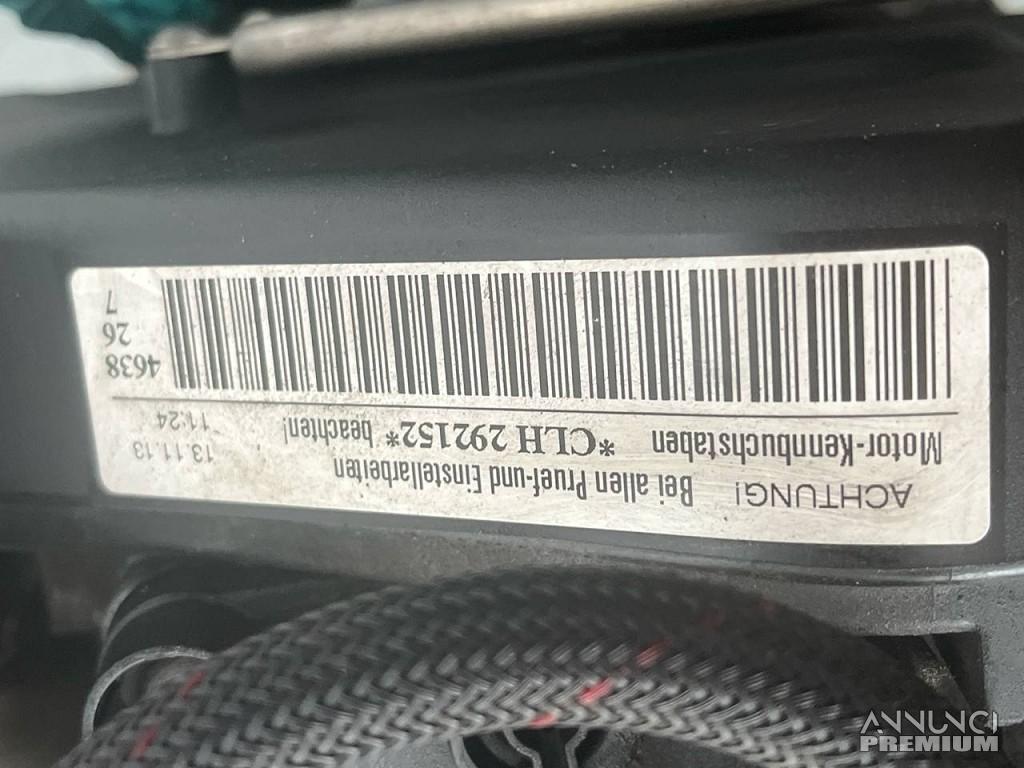 ACHTUNG! Bei allen Pruef-und Einstellarbeiten 13.11.13
Motor-Kennbuchstaben *CLH 292152* beachten! 11:24
4638
26
7
ANNUNCI
PREMIUM